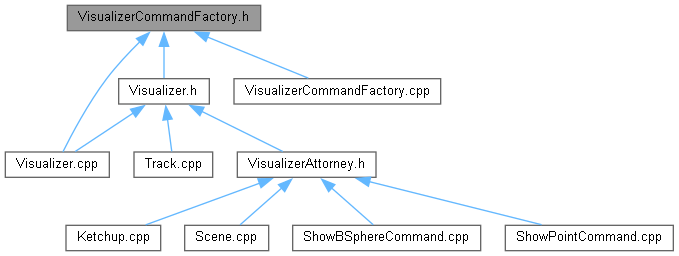 VisualizerCommandFactory.h
Visualizer.h
VisualizerCommandFactory.cpp
Visualizer.cpp
Track.cpp
VisualizerAttorney.h
Ketchup.cpp
Scene.cpp
ShowBSphereCommand.cpp
ShowPointCommand.cpp